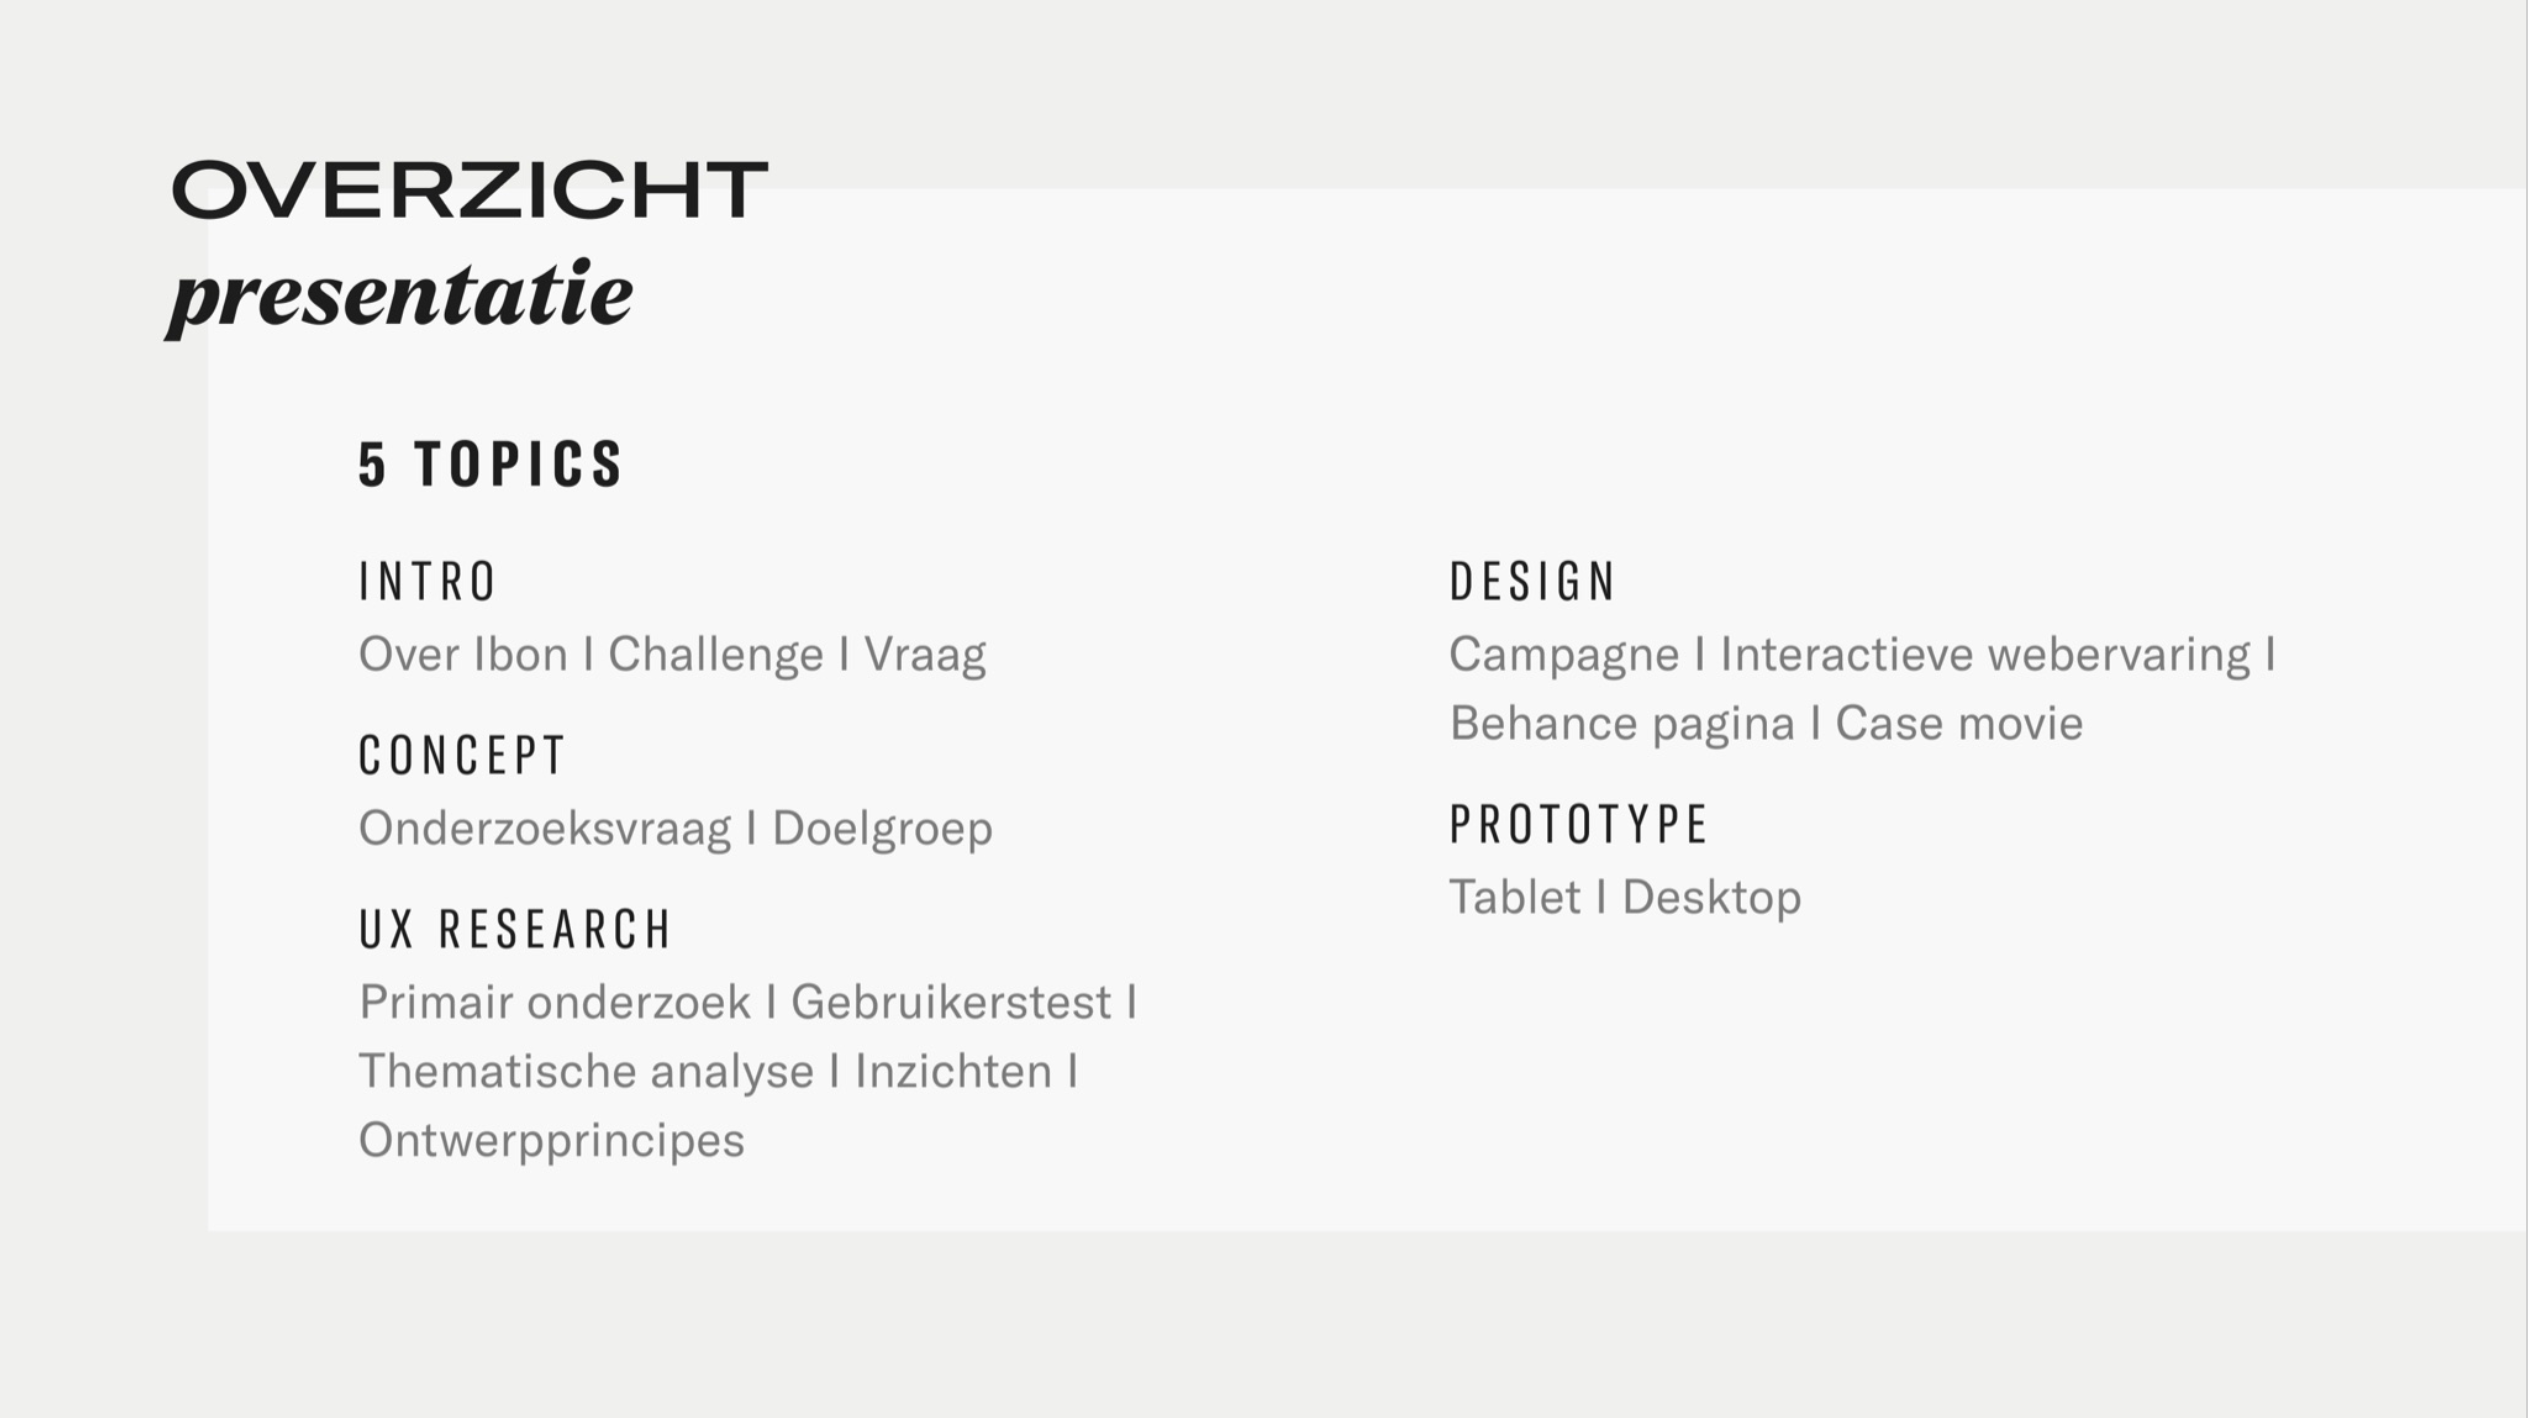 OVERZICHT
presentatie
5 TOPICS
INTRO
Over Ibon I Challenge I Vraag
CONCEPT
Onderzoeksvraag I Doelgroep
UX RESEARCH
Primair onderzoek I Gebruikerstest I
Thematische analyse I Inzichten I
Ontwerpprincipes
DESIGN
Campagne I Interactieve webervaring I
Behance pagina I Case movie
PROTOTYPE
Tablet I Desktop